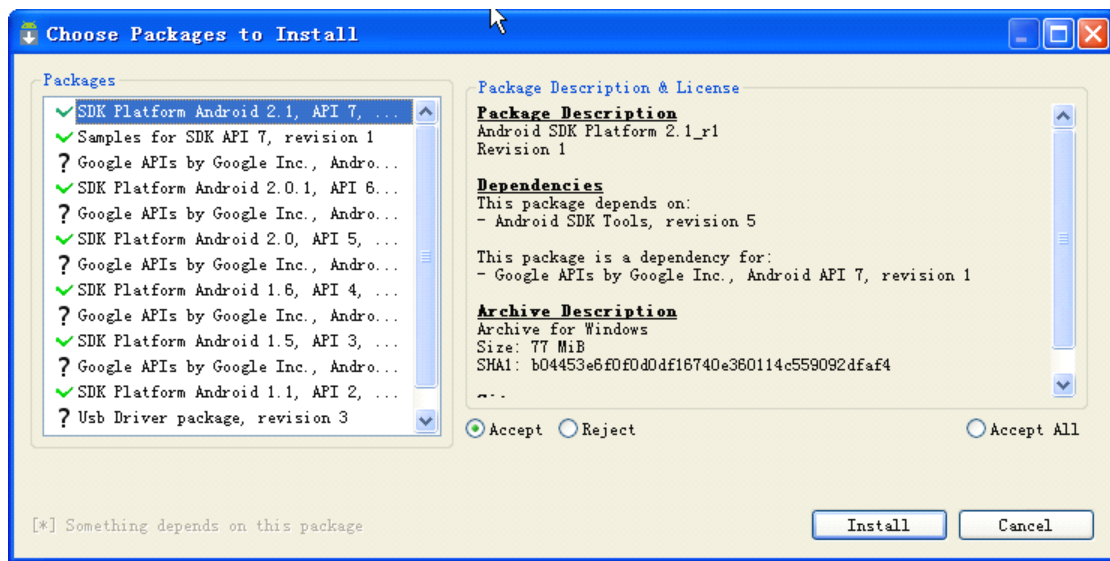 Choose Packages to Install
Packages
SDK Platform Android 2.1, API 7, ...
Samples for SDK API 7, revision 1
Google APIs by Google Inc., Andro...
SDK Platform Android 2.0.1, API 6...
Google APIs by Google Inc., Andro...
SDK Platform Android 2.0, API 5, ...
Google APIs by Google Inc., Andro...
SDK Platform Android 1.6, API 4, ...
Google APIs by Google Inc., Andro...
SDK Platform Android 1.5, API 3, ...
Google APIs by Google Inc., Andro...
SDK Platform Android 1.1, API 2, ...
Usb Driver package, revision 3
Package Description & License
Package Description
Android SDK Platform 2.1_r1
Revision 1
Dependencies
This package depends on:
- Android SDK Tools, revision 5
This package is a dependency for:
- Google APIs by Google Inc., Android API 7, revision 1
Archive Description
Archive for Windows
Size: 77 MiB
SHA1: b04453e6f0f0d0df16740e360114c559092dfaf4
Accept Reject Accept All
[*] Something depends on this package
Install Cancel